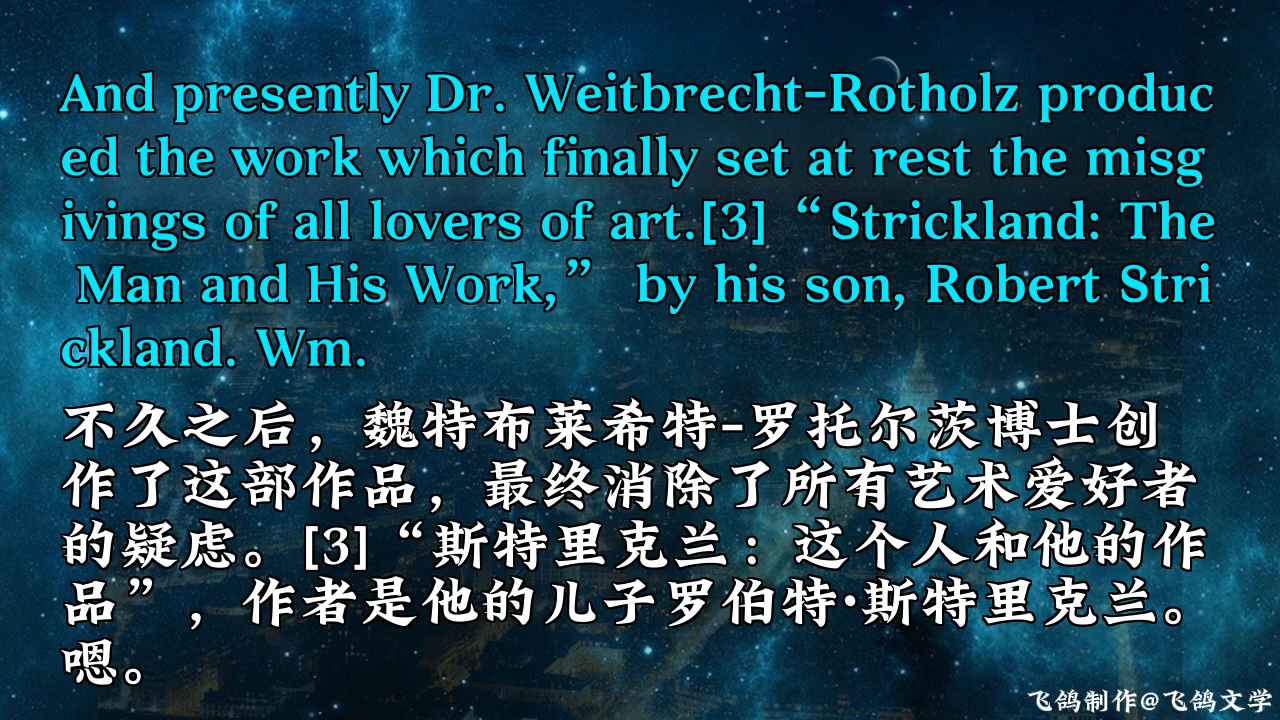 And presently Dr. Weitbrecht-Rotholz produc
ed the work which finally set at rest the misg
ivings of all lovers of art.[3]“Strickland: The
Man and His Work,” by his son, Robert Stri
ckland. Wm.
不久之后，魏特布莱希特-罗托尔茨博士创
作了这部作品，最终消除了所有艺术爱好者
的疑虑。[3]“斯特里克兰：这个人和他的作
品”，作者是他的儿子罗伯特·斯特里克兰。
嗯。
飞鸽制作@飞鸽文学